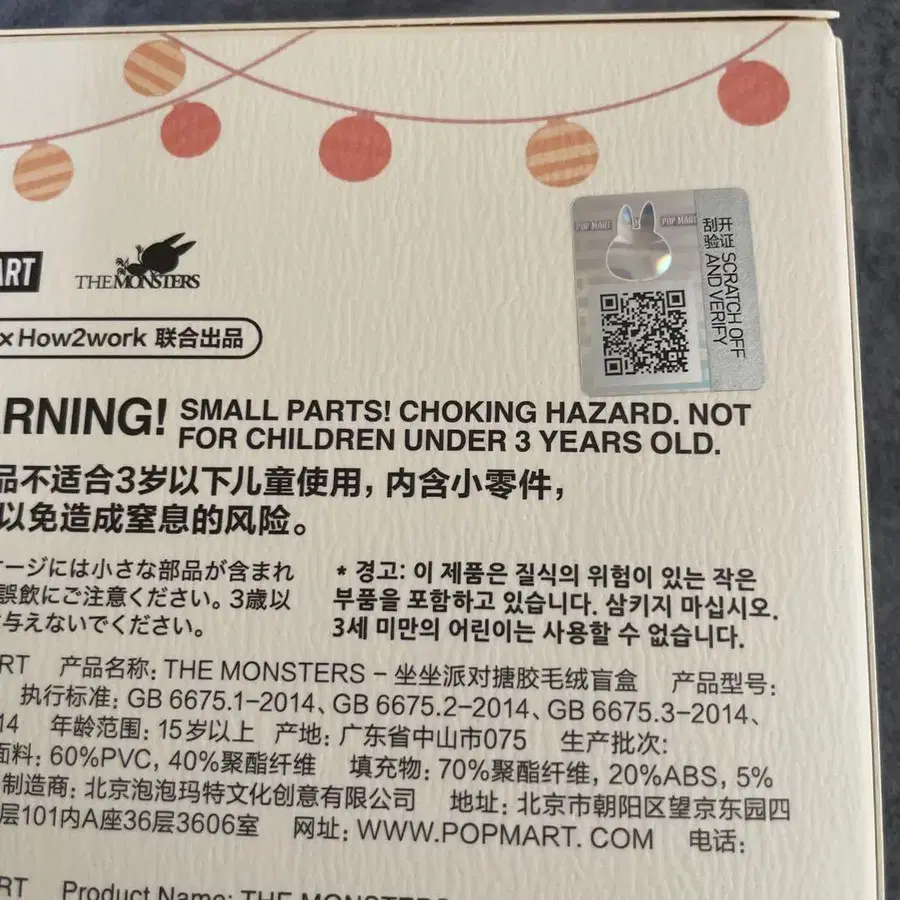 POP MART
POP MART
刮开
验证
SCRATCH OFF
AND VERIFY
ART
THE MONSTERS
×How2work 联合出品
RNING! SMALL PARTS! CHOKING HAZARD. NOT
FOR CHILDREN UNDER 3 YEARS OLD.
品不适合3岁以下儿童使用，内含小零件，
以免造成窒息的风险。
ージには小さな部品が含まれ
誤飲にご注意ください。3歳以
与えないでください。
* 경고: 이 제품은 질식의 위험이 있는 작은
부품을 포함하고 있습니다. 삼키지 마십시오.
3세 미만의 어린이는 사용할 수 없습니다.
RT 产品名称: THE MONSTERS – 坐坐派对搪胶毛绒盲盒 产品型号:
执行标准: GB 6675.1–2014、GB 6675.2–2014、GB 6675.3–2014、
14 年龄范围: 15岁以上 产地: 广东省中山市075 生产批次:
面料: 60%PVC, 40%聚酯纤维 填充物: 70%聚酯纤维, 20%ABS, 5%
制造商: 北京泡泡玛特文化创意有限公司 地址: 北京市朝阳区望京东园四
层101内A座36层3606室 网址: WWW.POPMART. COM 电话:
RT Product Name: THE MONSTERS